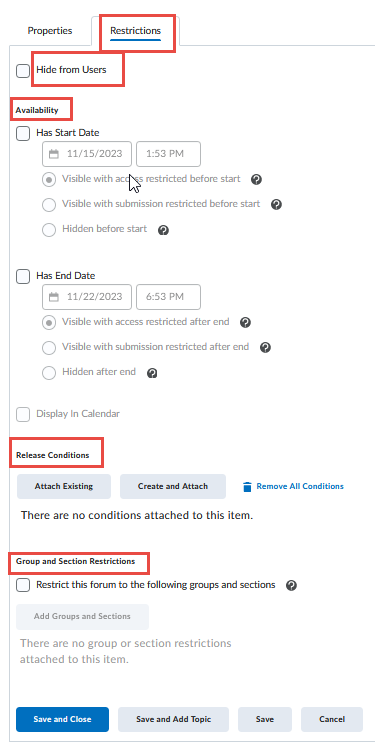 Properties Restrictions
Hide from Users
Availability
Has Start Date
11/15/2023 1:53 PM
Visible with access restricted before start
Visible with submission restricted before start
Hidden before start
Has End Date
11/22/2023 6:53 PM
Visible with access restricted after end
Visible with submission restricted after end
Hidden after end
Display In Calendar
Release Conditions
Attach Existing Create and Attach Remove All Conditions
There are no conditions attached to this item.
Group and Section Restrictions
Restrict this forum to the following groups and sections
Add Groups and Sections
There are no group or section restrictions
attached to this item.
Save and Close Save and Add Topic Save Cancel